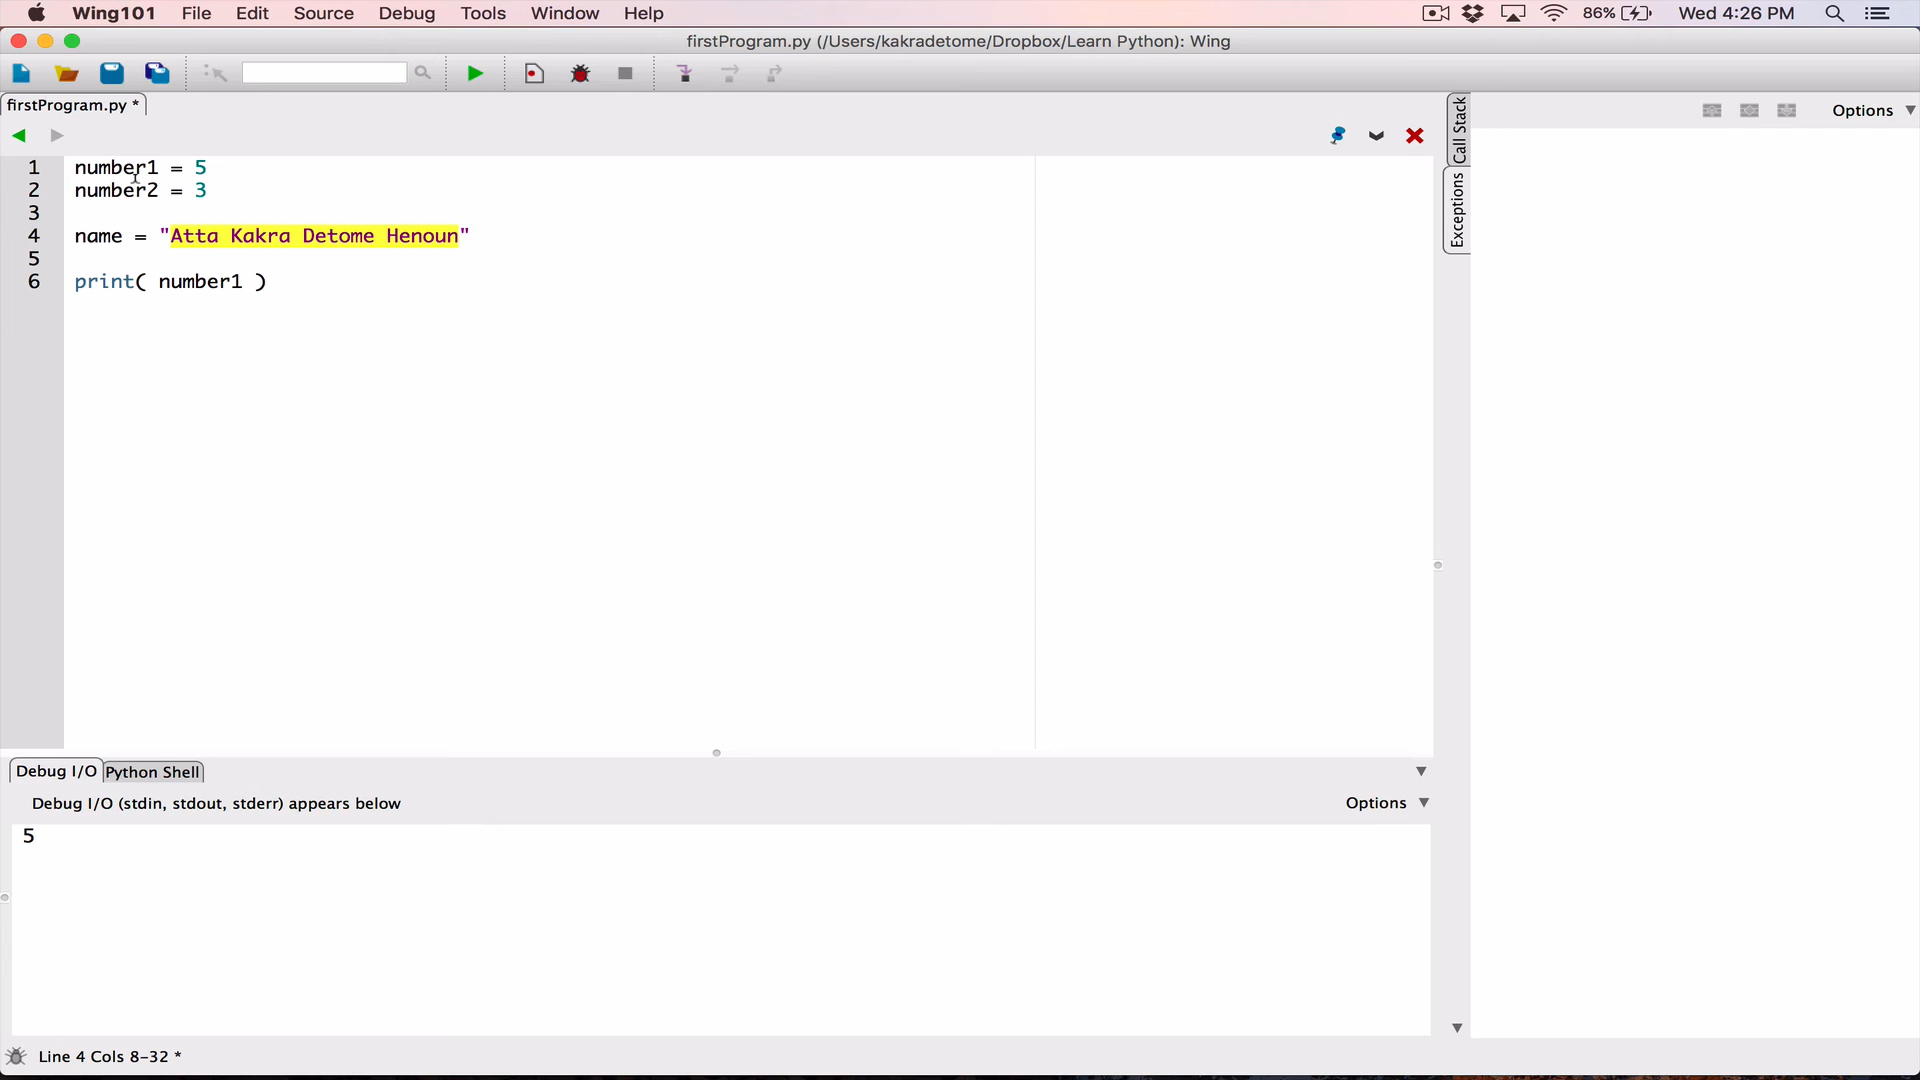 Wing101 File Edit Source Debug Tools Window Help 86% Wed 4:26 PM
firstProgram.py (/Users/kakradetome/Dropbox/Learn Python): Wing
firstProgram.py *
Options
1 number1 = 5
2 number2 = 3
3
4 name = "Atta Kakra Detome Henoun"
5
6 print( number1 )
Call Stack
Exceptions
Debug I/O Python Shell
Debug I/O (stdin, stdout, stderr) appears below Options
5
Line 4 Cols 8-32 *